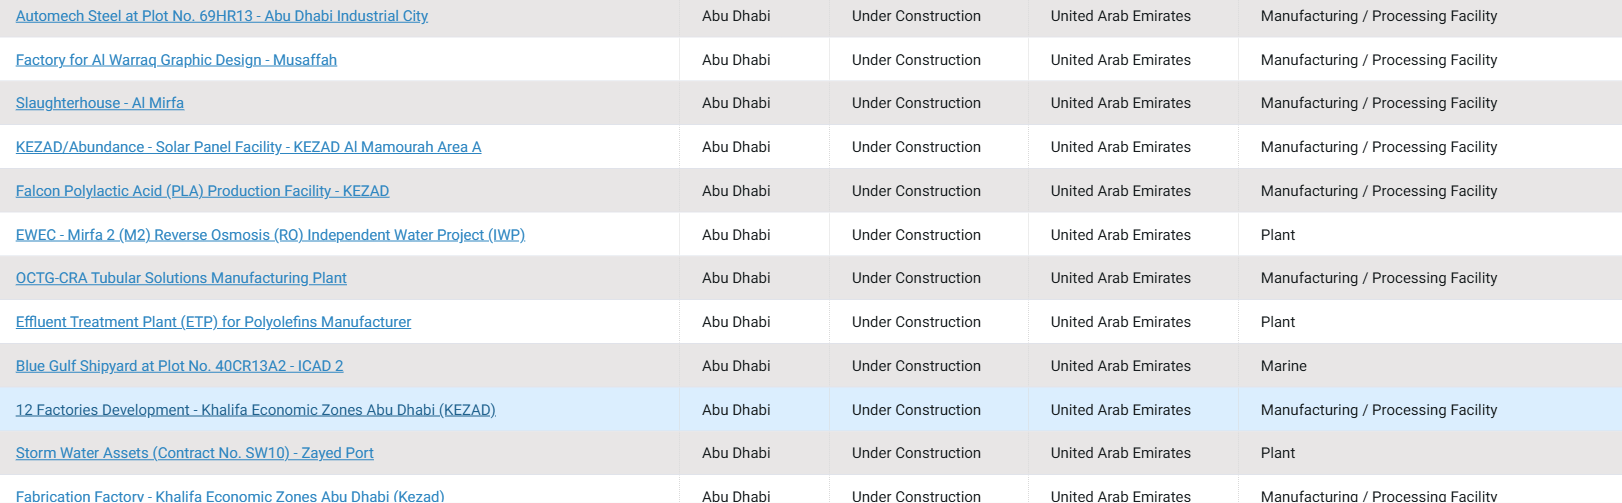 Automech Steel at Plot No. 69HR13 - Abu Dhabi Industrial City Abu Dhabi Under Construction United Arab Emirates Manufacturing / Processing Facility
Factory for Al Warraq Graphic Design - Musaffah Abu Dhabi Under Construction United Arab Emirates Manufacturing / Processing Facility
Slaughterhouse - Al Mirfa Abu Dhabi Under Construction United Arab Emirates Manufacturing / Processing Facility
KEZAD/Abundance - Solar Panel Facility - KEZAD Al Mamourah Area A Abu Dhabi Under Construction United Arab Emirates Manufacturing / Processing Facility
Falcon Polylactic Acid (PLA) Production Facility - KEZAD Abu Dhabi Under Construction United Arab Emirates Manufacturing / Processing Facility
EWEC - Mirfa 2 (M2) Reverse Osmosis (RO) Independent Water Project (IWP) Abu Dhabi Under Construction United Arab Emirates Plant
OCTG-CRA Tubular Solutions Manufacturing Plant Abu Dhabi Under Construction United Arab Emirates Manufacturing / Processing Facility
Effluent Treatment Plant (ETP) for Polyolefins Manufacturer Abu Dhabi Under Construction United Arab Emirates Plant
Blue Gulf Shipyard at Plot No. 40CR13A2 - ICAD 2 Abu Dhabi Under Construction United Arab Emirates Marine
12 Factories Development - Khalifa Economic Zones Abu Dhabi (KEZAD) Abu Dhabi Under Construction United Arab Emirates Manufacturing / Processing Facility
Storm Water Assets (Contract No. SW10) - Zayed Port Abu Dhabi Under Construction United Arab Emirates Plant
Fabrication Factory - Khalifa Economic Zones Abu Dhabi (Kezad) Abu Dhabi Under Construction United Arab Emirates Manufacturing / Processing Facility